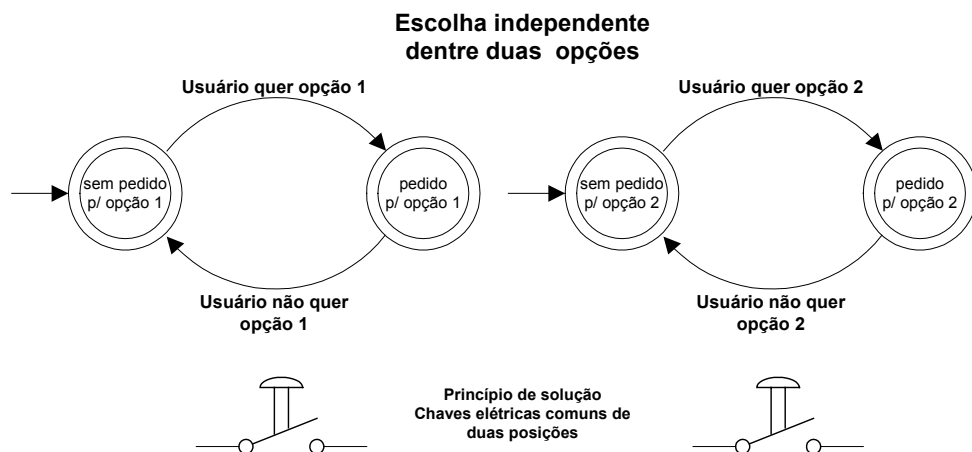 Escolha independente
dentre duas opções
Usuário quer opção 1
Usuário quer opção 2
sem pedido
p/ opção 1
pedido
p/ opção 1
sem pedido
p/ opção 2
pedido
p/ opção 2
Usuário não quer
opção 1
Usuário não quer
opção 2
Princípio de solução
Chaves elétricas comuns de
duas posições